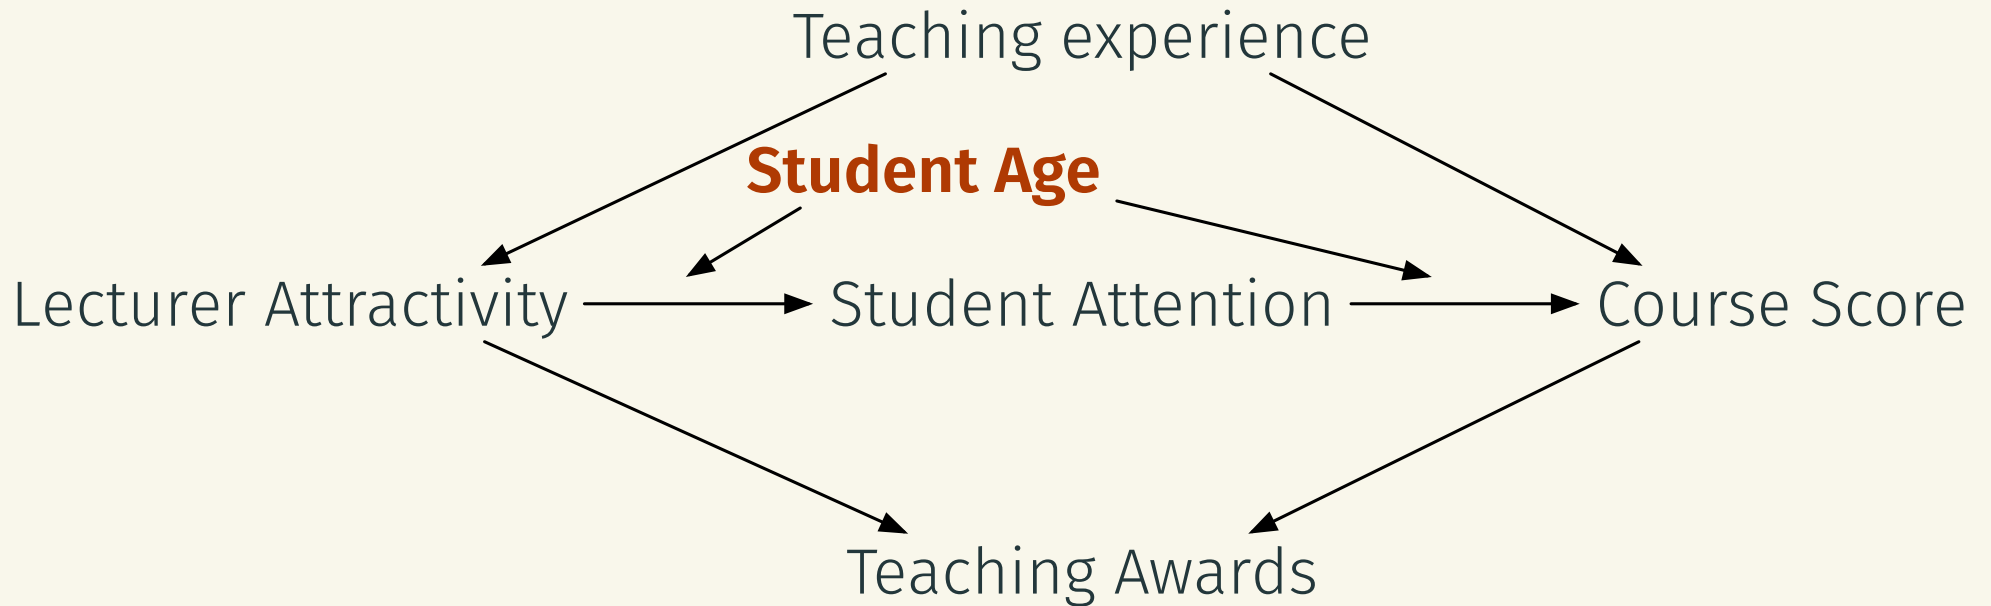 Teaching experience
Student Age
Lecturer Attractivity
Student Attention
Course Score
Teaching Awards